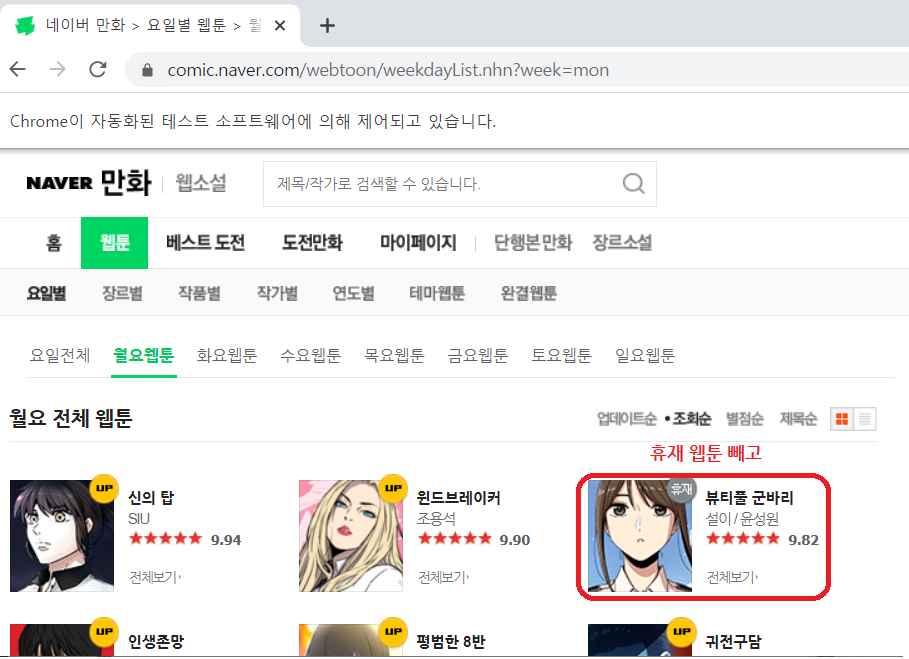 네이버 만화 > 요일별 웹툰 > 월
comic.naver.com/webtoon/weekdayList.nhn?week=mon
Chrome이 자동화된 테스트 소프트웨어에 의해 제어되고 있습니다.
NAVER 만화 웹소설 제목/작가로 검색할 수 있습니다.
홈 웹툰 베스트 도전 도전만화 마이페이지 단행본만화 장르소설
요일별 장르별 작품별 작가별 연도별 테마웹툰 완결웹툰
요일전체 월요웹툰 화요웹툰 수요웹툰 목요웹툰 금요웹툰 토요웹툰 일요웹툰
월요 전체 웹툰 업데이트순 조회순 별점순 제목순
휴재 웹툰 빼고
UP 신의 탑
SIU
9.94
전체보기
UP 윈드브레이커
조용석
9.90
전체보기
휴재 뷰티풀 군바리
설이 / 윤성원
9.82
전체보기
UP 인생존망
UP 평범한 8반
UP 귀전구담